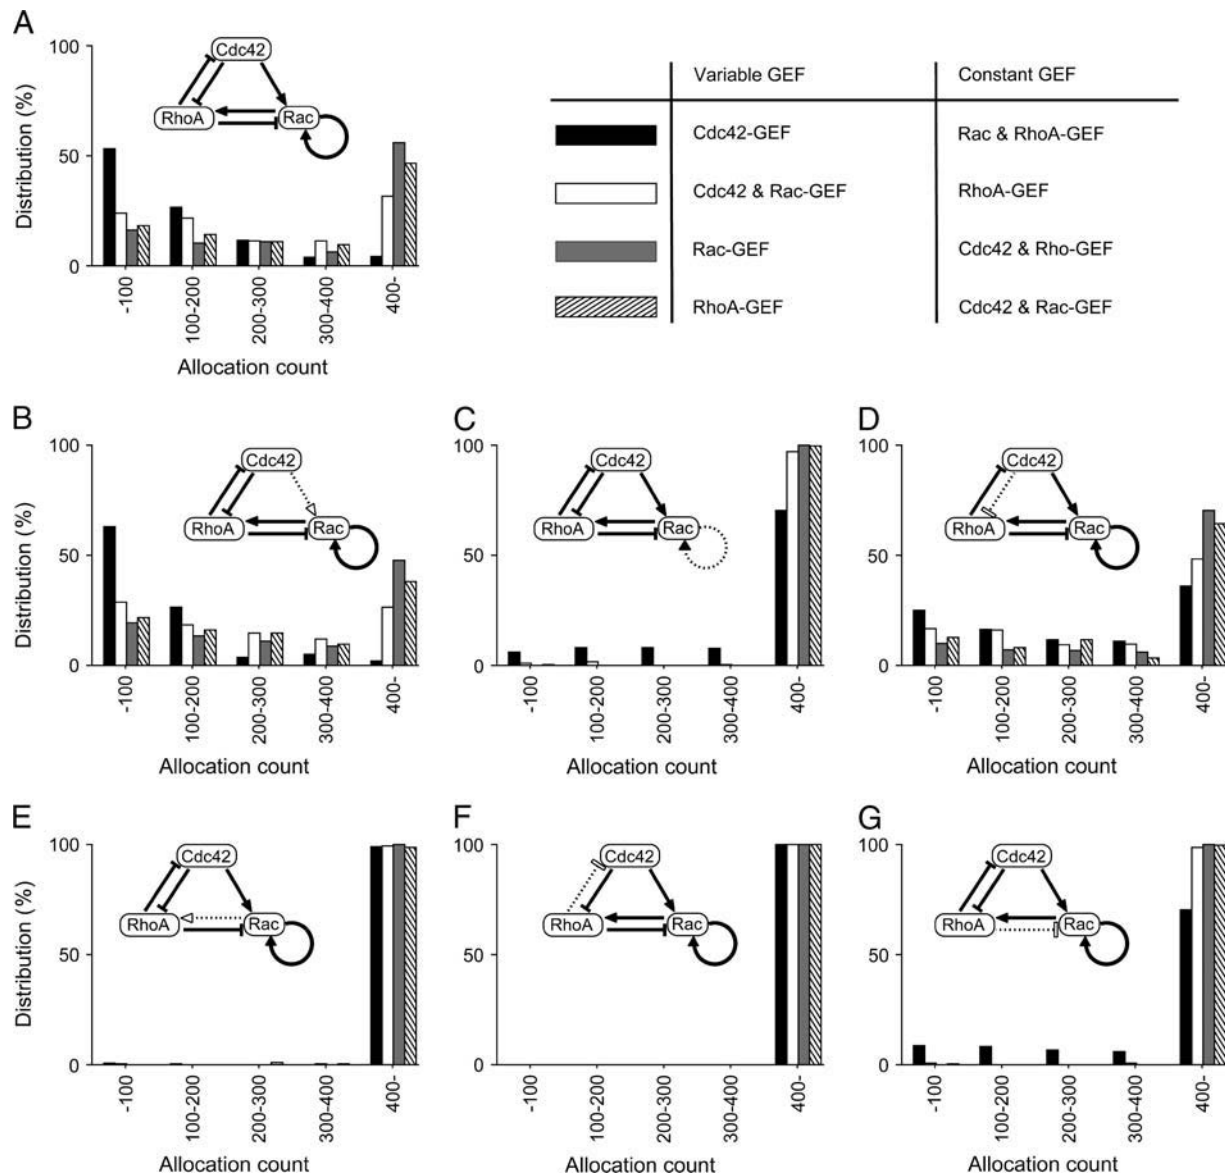 A
Distribution (%)
100
50
0
Cdc42
RhoA
Rac
-100
100-200
200-300
300-400
400-
Allocation count
Variable GEF
Constant GEF
Cdc42-GEF
Rac & RhoA-GEF
Cdc42 & Rac-GEF
RhoA-GEF
Rac-GEF
Cdc42 & Rho-GEF
RhoA-GEF
Cdc42 & Rac-GEF
B
Distribution (%)
100
50
0
Cdc42
RhoA
Rac
-100
100-200
200-300
300-400
400-
Allocation count
C
100
50
0
Cdc42
RhoA
Rac
-100
100-200
200-300
300-400
400-
Allocation count
D
100
50
0
Cdc42
RhoA
Rac
-100
100-200
200-300
300-400
400-
Allocation count
E
Distribution (%)
100
50
0
Cdc42
RhoA
Rac
-100
100-200
200-300
300-400
400-
Allocation count
F
100
50
0
Cdc42
RhoA
Rac
-100
100-200
200-300
300-400
400-
Allocation count
G
100
50
0
Cdc42
RhoA
Rac
-100
100-200
200-300
300-400
400-
Allocation count